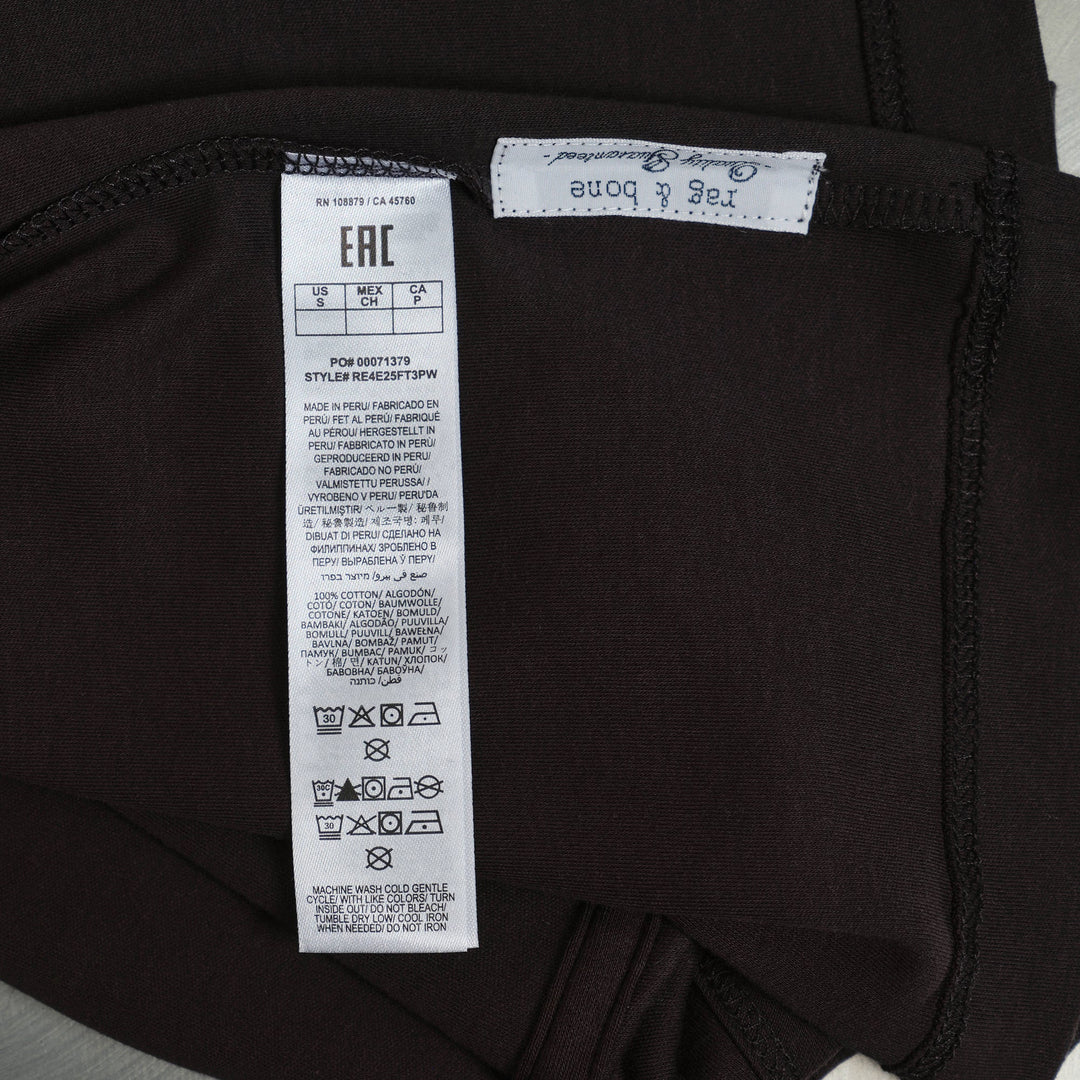 rag & bone
- Quality Guaranteed -
RN 108879 / CA 45760
EAC
US MEX CA
S CH P
PO# 00071379
STYLE# RE4E25FT3PW
MADE IN PERU/ FABRICADO EN
PERÚ/ FET AL PERÚ/ FABRIQUÉ
AU PÉROU/ HERGESTELLT IN
PERU/ FABBRICATO IN PERÙ/
GEPRODUCEERD IN PERU/
FABRICADO NO PERÚ/
VALMISTETTU PERUSSA/ /
VYROBENO V PERU/ PERU'DA
ÜRETILMIŞTIR/ ペルー製/ 秘鲁制
造/ 秘魯製造/ 제조국명: 페루/
DIBUAT DI PERU/ СДЕЛАНО НА
ФИЛИППИНАХ/ ЗРОБЛЕНО В
ПЕРУ/ ВЫРАБЛЕНА Ў ПЕРУ/
صنع في بيرو/ מיוצר בפרו
100% COTTON/ ALGODÓN/
COTÓ/ COTON/ BAUMWOLLE/
COTONE/ KATOEN/ BOMULD/
BAMBAKI/ ALGODÃO/ PUUVILLA/
BOMULL/ PUUVILL/ BAWEŁNA/
BAVLNA/ BOMBAŽ/ PAMUT/
ПАМУК/ BUMBAC/ PAMUK/ コッ
トン/ 棉/ 면/ KATUN/ ХЛОПОК/
БАВОВНА/ БАВОЎНА/
قطن/ כותנה
30
30C
30
MACHINE WASH COLD GENTLE
CYCLE/ WITH LIKE COLORS/ TURN
INSIDE OUT/ DO NOT BLEACH/
TUMBLE DRY LOW/ COOL IRON
WHEN NEEDED/ DO NOT IRON